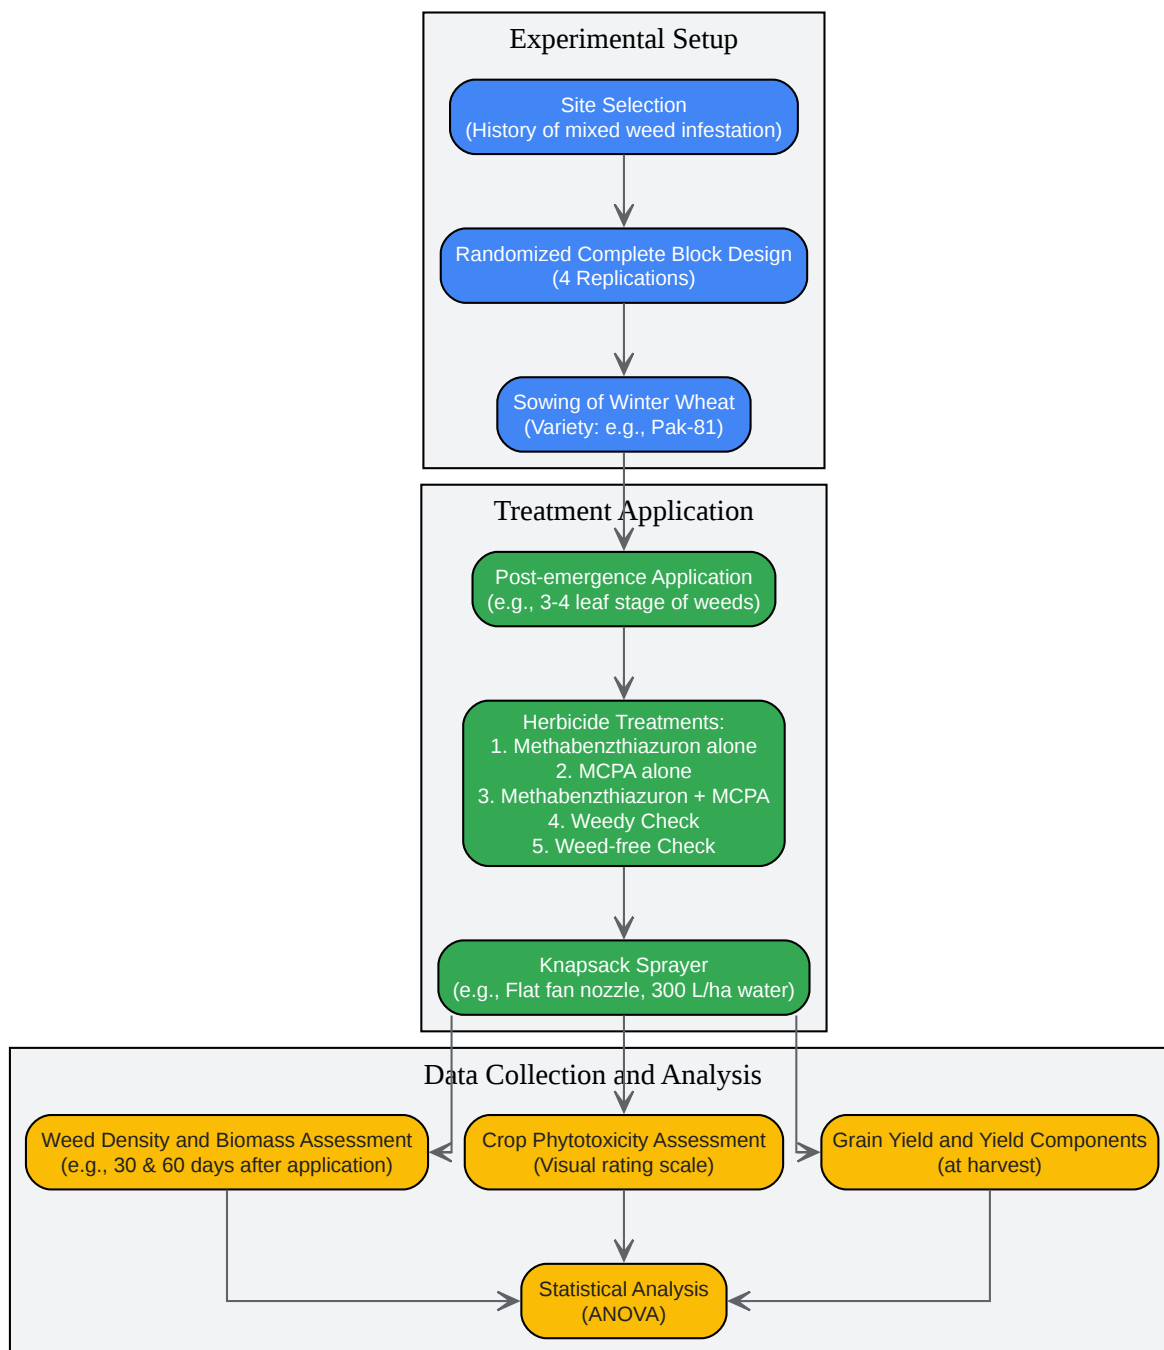 Experimental Setup
Site Selection
(History of mixed weed infestation)
Randomized Complete Block Design
(4 Replications)
Sowing of Winter Wheat
(Variety: e.g., Pak-81)
Treatment Application
Post-emergence Application
(e.g., 3-4 leaf stage of weeds)
Herbicide Treatments:
1. Methabenzthiazuron alone
2. MCPA alone
3. Methabenzthiazuron + MCPA
4. Weedy Check
5. Weed-free Check
Knapsack Sprayer
(e.g., Flat fan nozzle, 300 L/ha water)
Data Collection and Analysis
Weed Density and Biomass Assessment
(e.g., 30 & 60 days after application)
Crop Phytotoxicity Assessment
(Visual rating scale)
Grain Yield and Yield Components
(at harvest)
Statistical Analysis
(ANOVA)